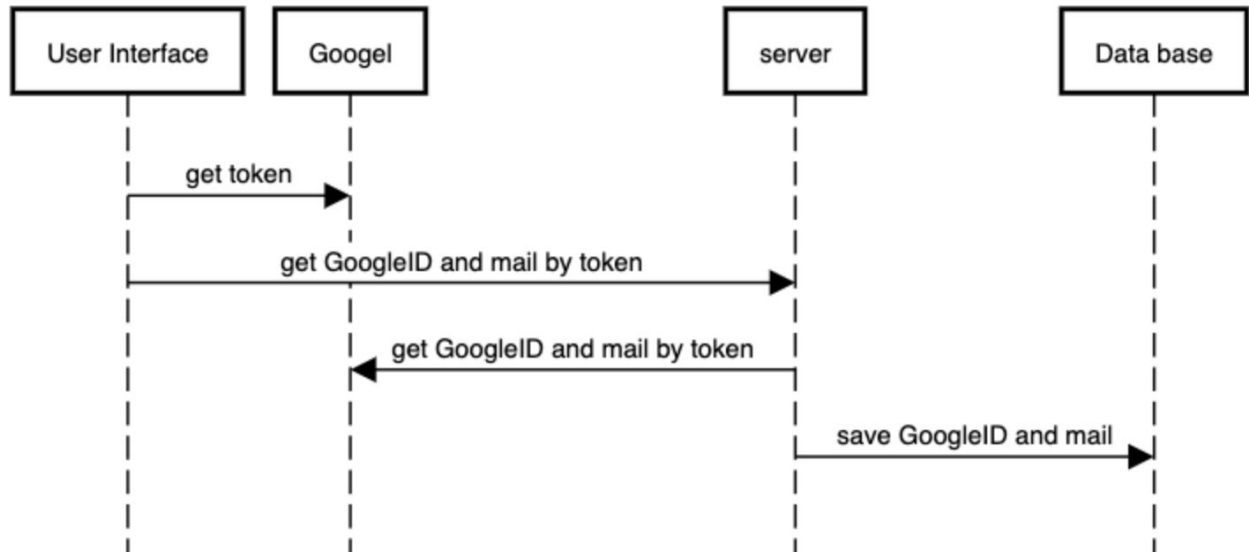 User Interface
Googel
server
Data base
get token
get GoogleID and mail by token
get GoogleID and mail by token
save GoogleID and mail